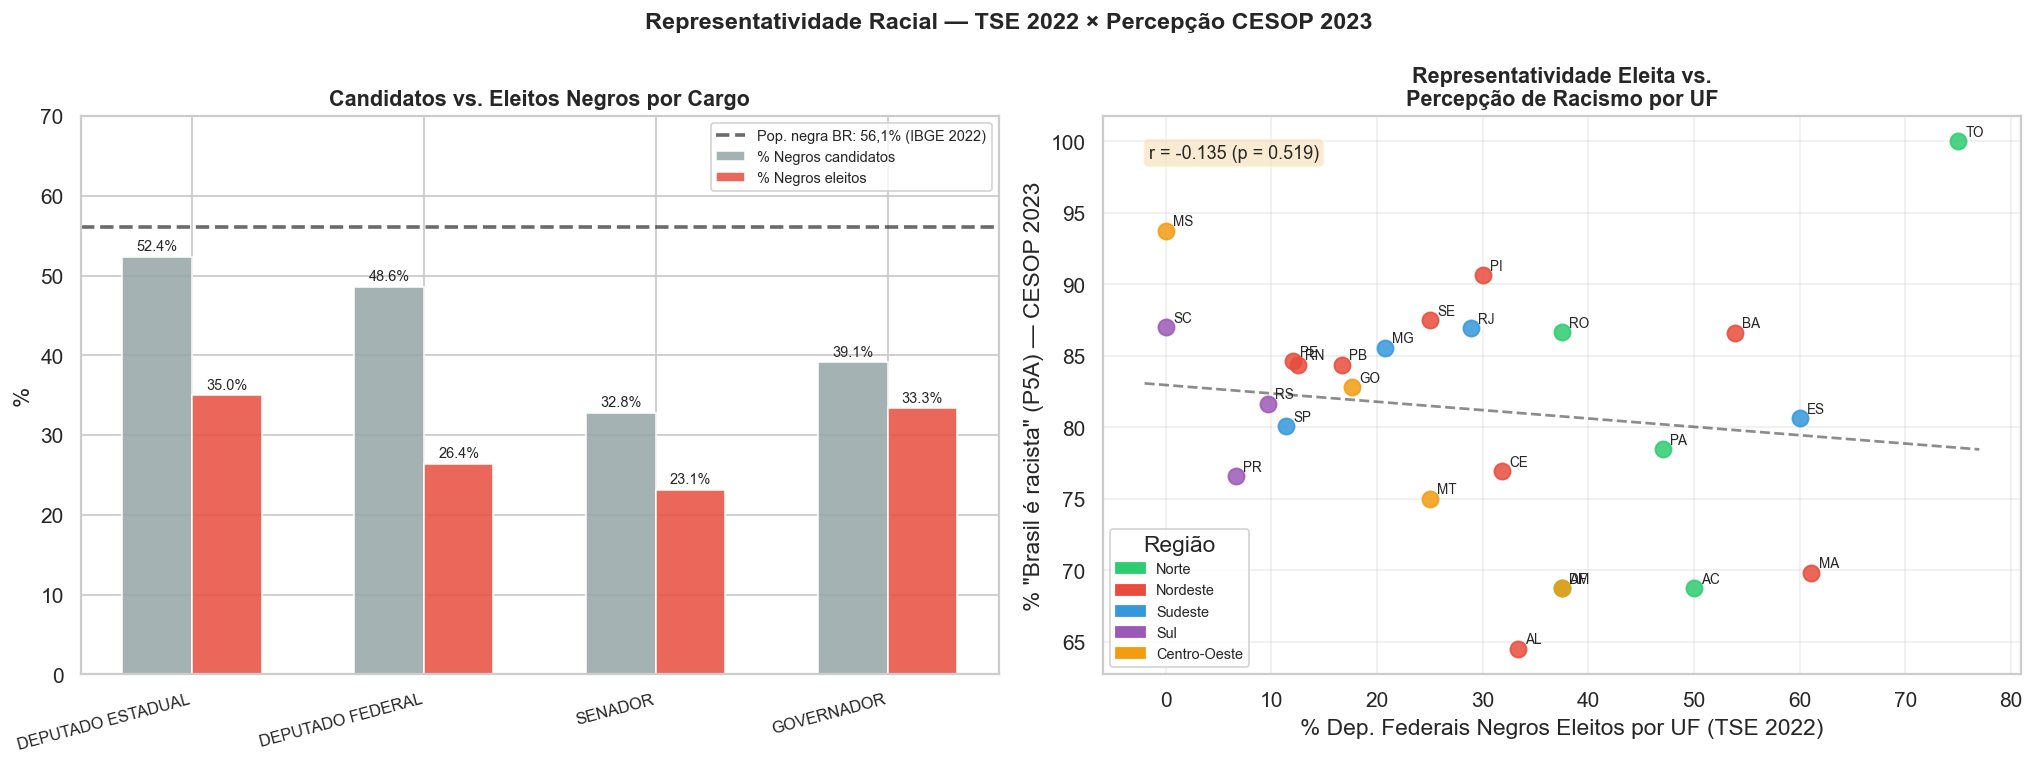 Representatividade Racial — TSE 2022 × Percepção CESOP 2023
Candidatos vs. Eleitos Negros por Cargo
70
60
50
40
30
20
10
0
%
Pop. negra BR: 56,1% (IBGE 2022)
% Negros candidatos
% Negros eleitos
52.4%
35.0%
48.6%
26.4%
32.8%
23.1%
39.1%
33.3%
DEPUTADO ESTADUAL
DEPUTADO FEDERAL
SENADOR
GOVERNADOR
Representatividade Eleita vs.
Percepção de Racismo por UF
% "Brasil é racista" (P5A) — CESOP 2023
100
95
90
85
80
75
70
65
r = -0.135 (p = 0.519)
TO
MS
PI
SE
RJ
SC
RO
BA
MG
PE
RN
PB
GO
RS
SP
ES
PA
PR
CE
MT
MA
AC
AL
Região
Norte
Nordeste
Sudeste
Sul
Centro-Oeste
0
10
20
30
40
50
60
70
80
% Dep. Federais Negros Eleitos por UF (TSE 2022)